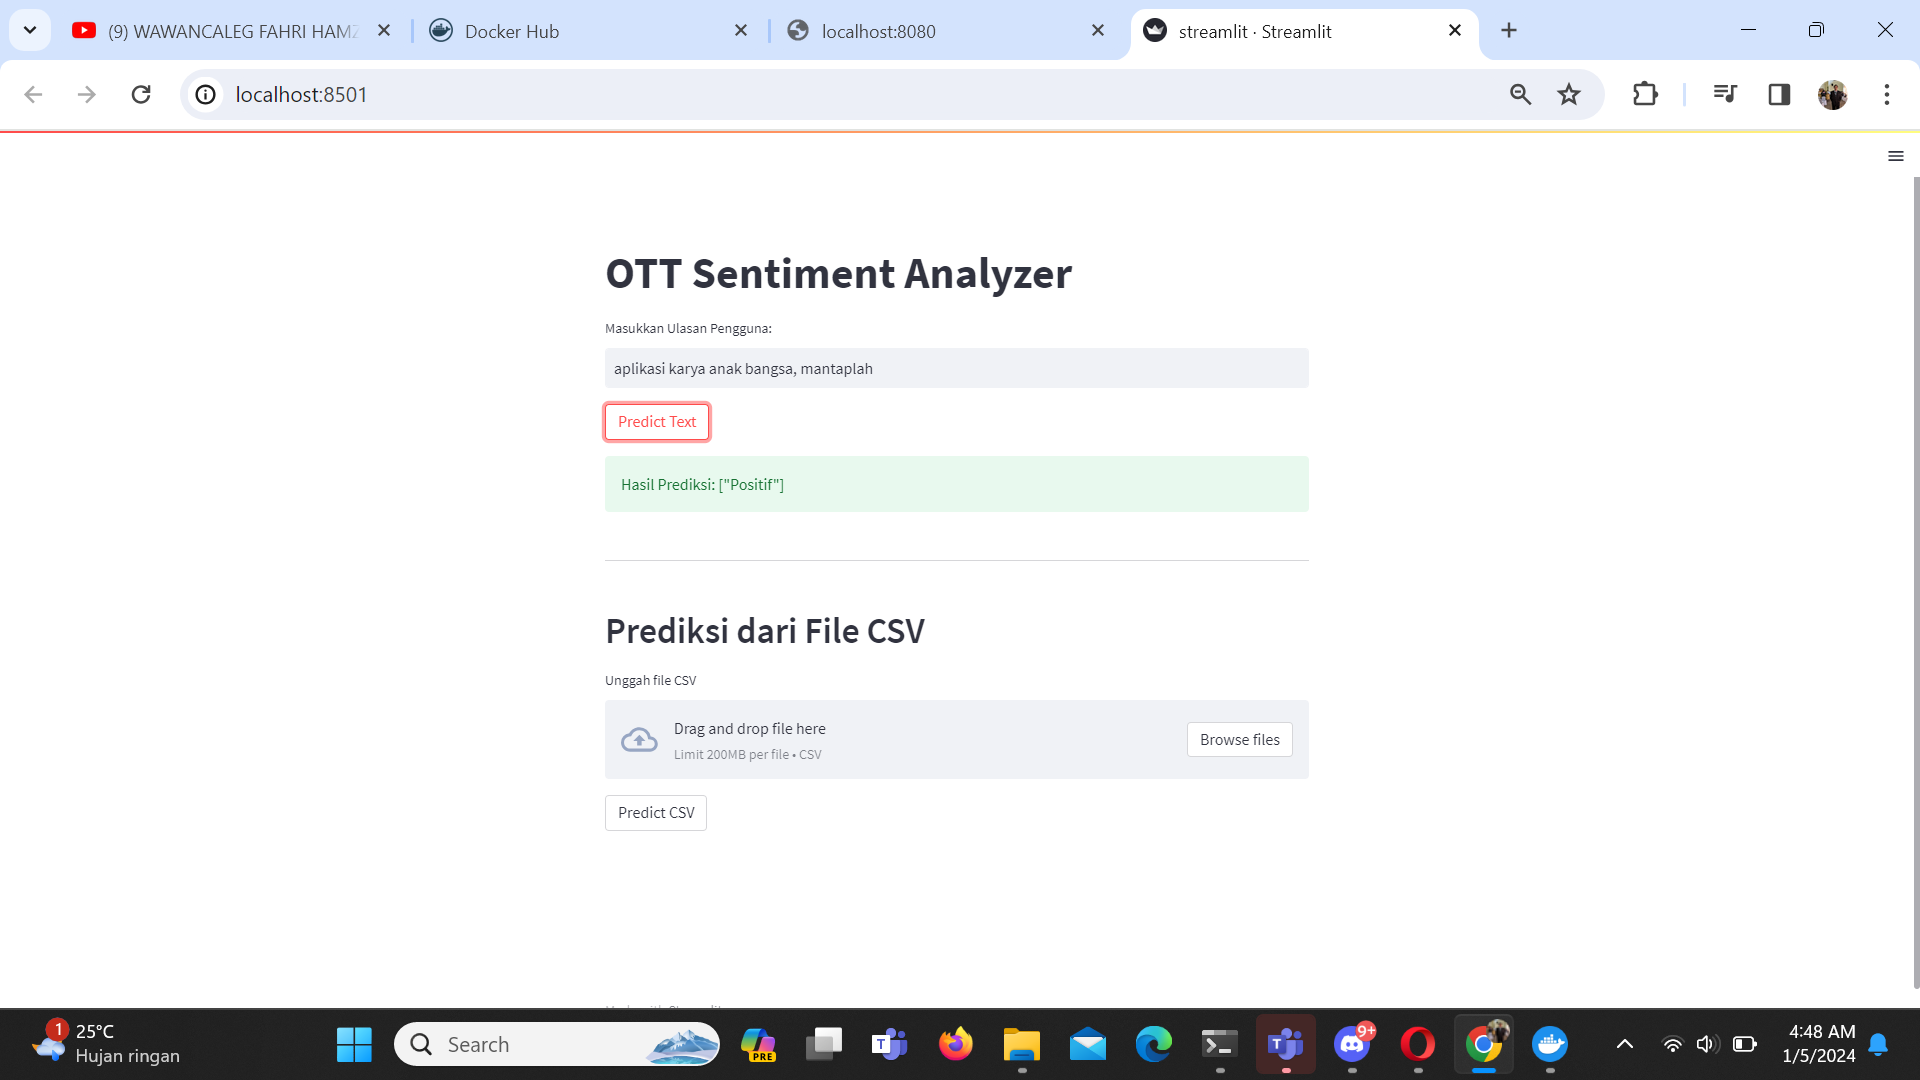 (9) WAWANCALEG FAHRI HAMZ
Docker Hub
localhost:8080
streamlit · Streamlit
localhost:8501
OTT Sentiment Analyzer
Masukkan Ulasan Pengguna:
aplikasi karya anak bangsa, mantaplah
Predict Text
Hasil Prediksi: ["Positif"]
Prediksi dari File CSV
Unggah file CSV
Drag and drop file here
Limit 200MB per file • CSV
Browse files
Predict CSV
1
25°C
Hujan ringan
Search
PRE
9+
4:48 AM
1/5/2024